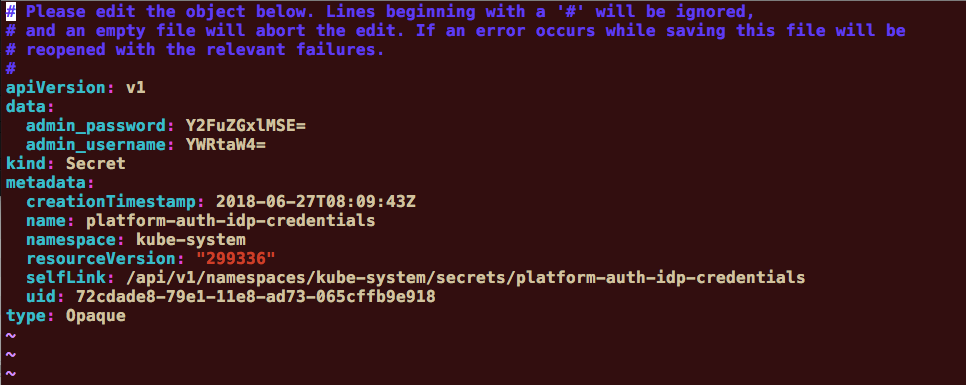 # Please edit the object below. Lines beginning with a '#' will be ignored,
# and an empty file will abort the edit. If an error occurs while saving this file will be
# reopened with the relevant failures.
#
apiVersion: v1
data:
  admin_password: Y2FuZGxlMSE=
  admin_username: YWRtaW4=
kind: Secret
metadata:
  creationTimestamp: 2018-06-27T08:09:43Z
  name: platform-auth-idp-credentials
  namespace: kube-system
  resourceVersion: "299336"
  selfLink: /api/v1/namespaces/kube-system/secrets/platform-auth-idp-credentials
  uid: 72cdade8-79e1-11e8-ad73-065cffb9e918
type: Opaque
~
~
~